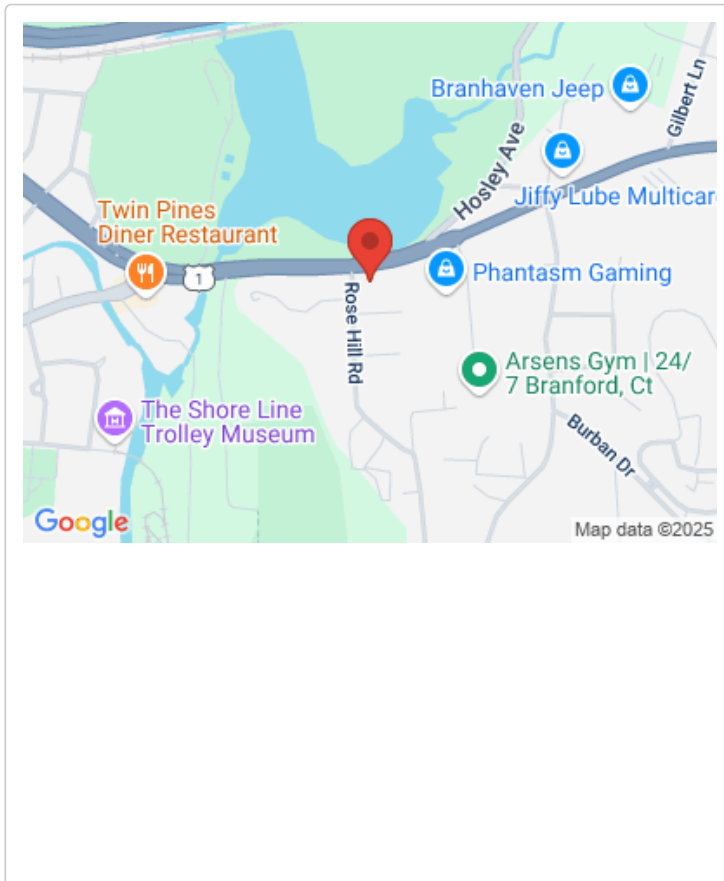 Branhaven Jeep
Gilbert Ln
Hosley Ave
Jiffy Lube Multicar
Twin Pines
Diner Restaurant
1
Phantasm Gaming
Rose Hill Rd
Arsens Gym | 24/
7 Branford, Ct
The Shore Line
Trolley Museum
Burban Dr
Google
Map data ©2025